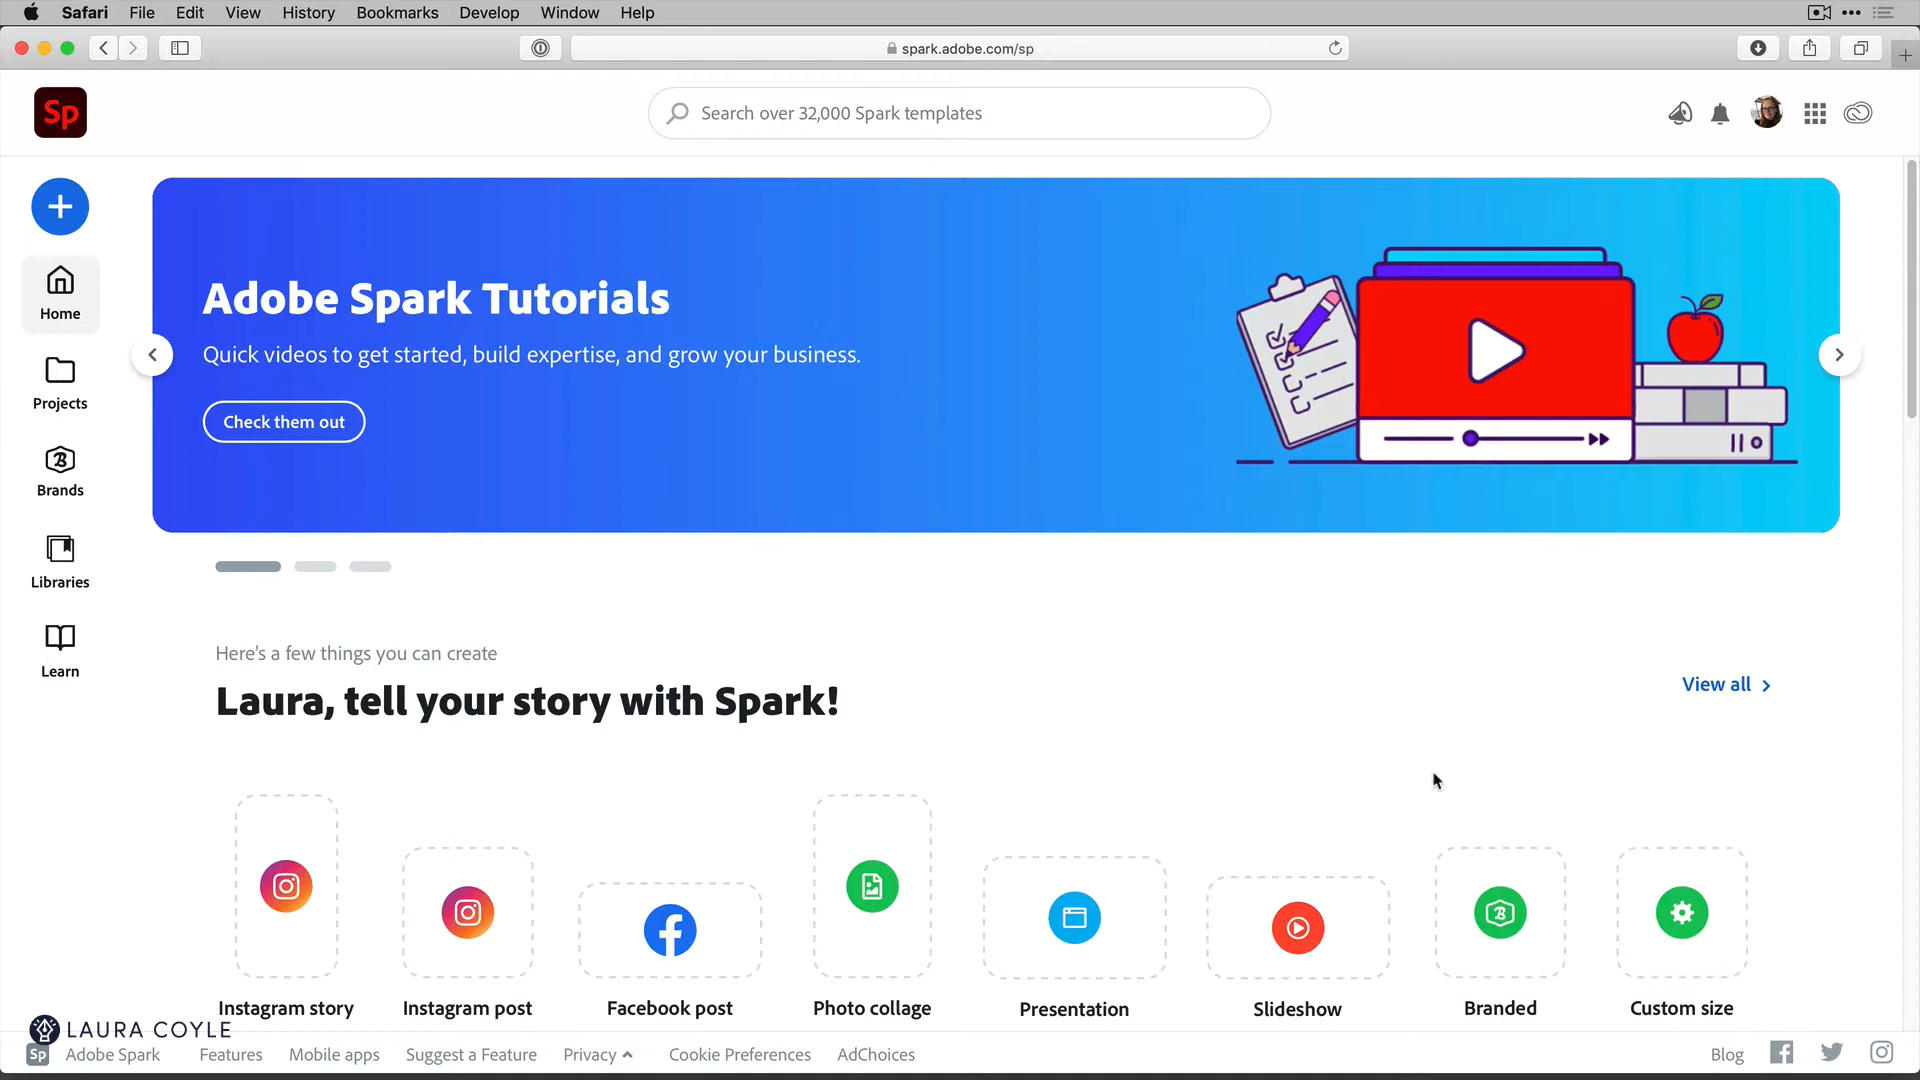 Safari File Edit View History Bookmarks Develop Window Help
spark.adobe.com/sp
Sp
Search over 32,000 Spark templates
Home
Projects
Brands
Libraries
Learn
Adobe Spark Tutorials
Quick videos to get started, build expertise, and grow your business.
Check them out
Here's a few things you can create
Laura, tell your story with Spark!
View all
Instagram story
Instagram post
Facebook post
Photo collage
Presentation
Slideshow
Branded
Custom size
LAURA COYLE
Sp Adobe Spark Features Mobile apps Suggest a Feature Privacy Cookie Preferences AdChoices Blog